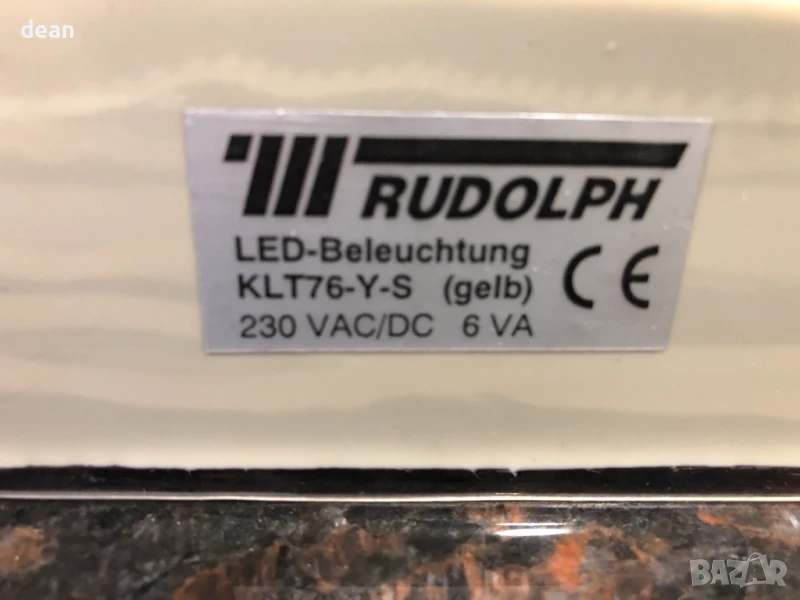 dean
RUDOLPH
LED-Beleuchtung
KLT76-Y-S (gelb)
CE
230 VAC/DC 6 VA
BAZAR